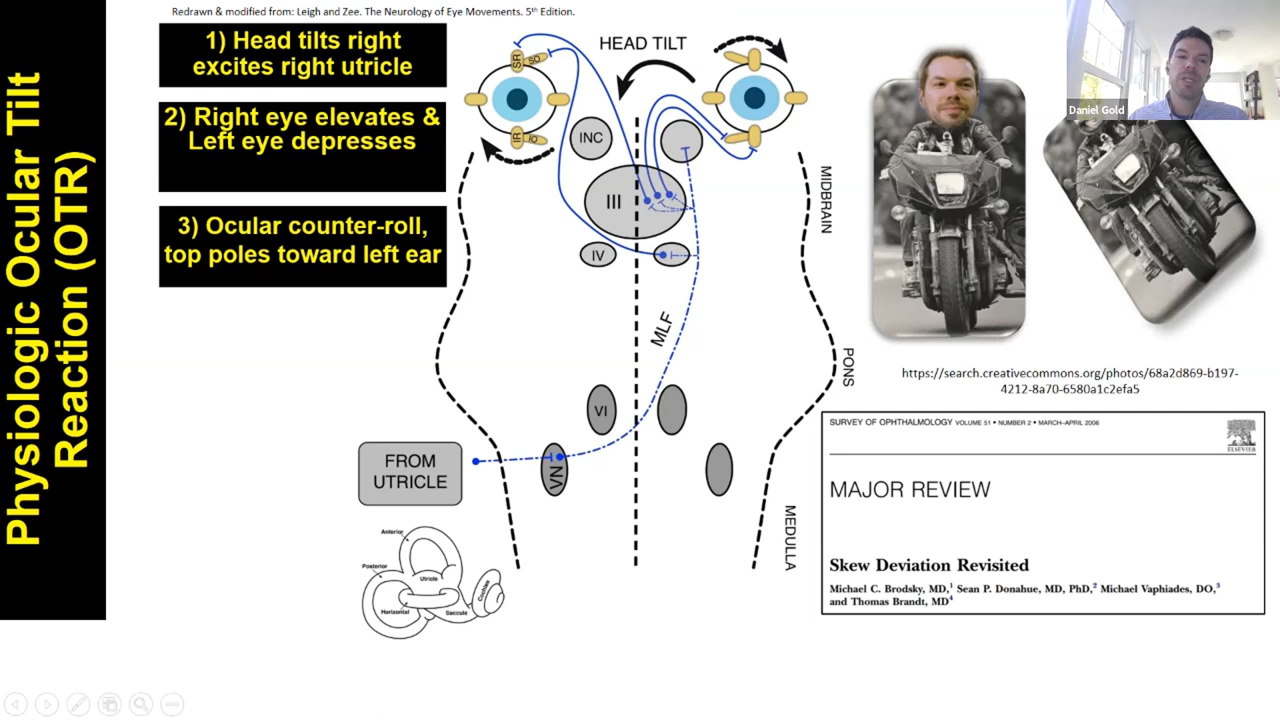 Physiologic Ocular Tilt
Reaction (OTR)
Redrawn & modified from: Leigh and Zee. The Neurology of Eye Movements. 5th Edition.
1) Head tilts right
excites right utricle
2) Right eye elevates &
Left eye depresses
3) Ocular counter-roll,
top poles toward left ear
HEAD TILT
SR
SO
IR
IO
INC
III
IV
MLF
VI
VN
FROM
UTRICLE
MIDBRAIN
PONS
MEDULLA
Anterior
Posterior
Utricle
Horizontal
Saccule
Cochlea
Daniel Gold
https://search.creativecommons.org/photos/68a2d869-b197-
4212-8a70-6580a1c2efa5
SURVEY OF OPHTHALMOLOGY VOLUME 51 • NUMBER 2 • MARCH–APRIL 2006
ELSEVIER
MAJOR REVIEW
Skew Deviation Revisited
Michael C. Brodsky, MD,1 Sean P. Donahue, MD, PhD,2 Michael Vaphiades, DO,3
and Thomas Brandt, MD4